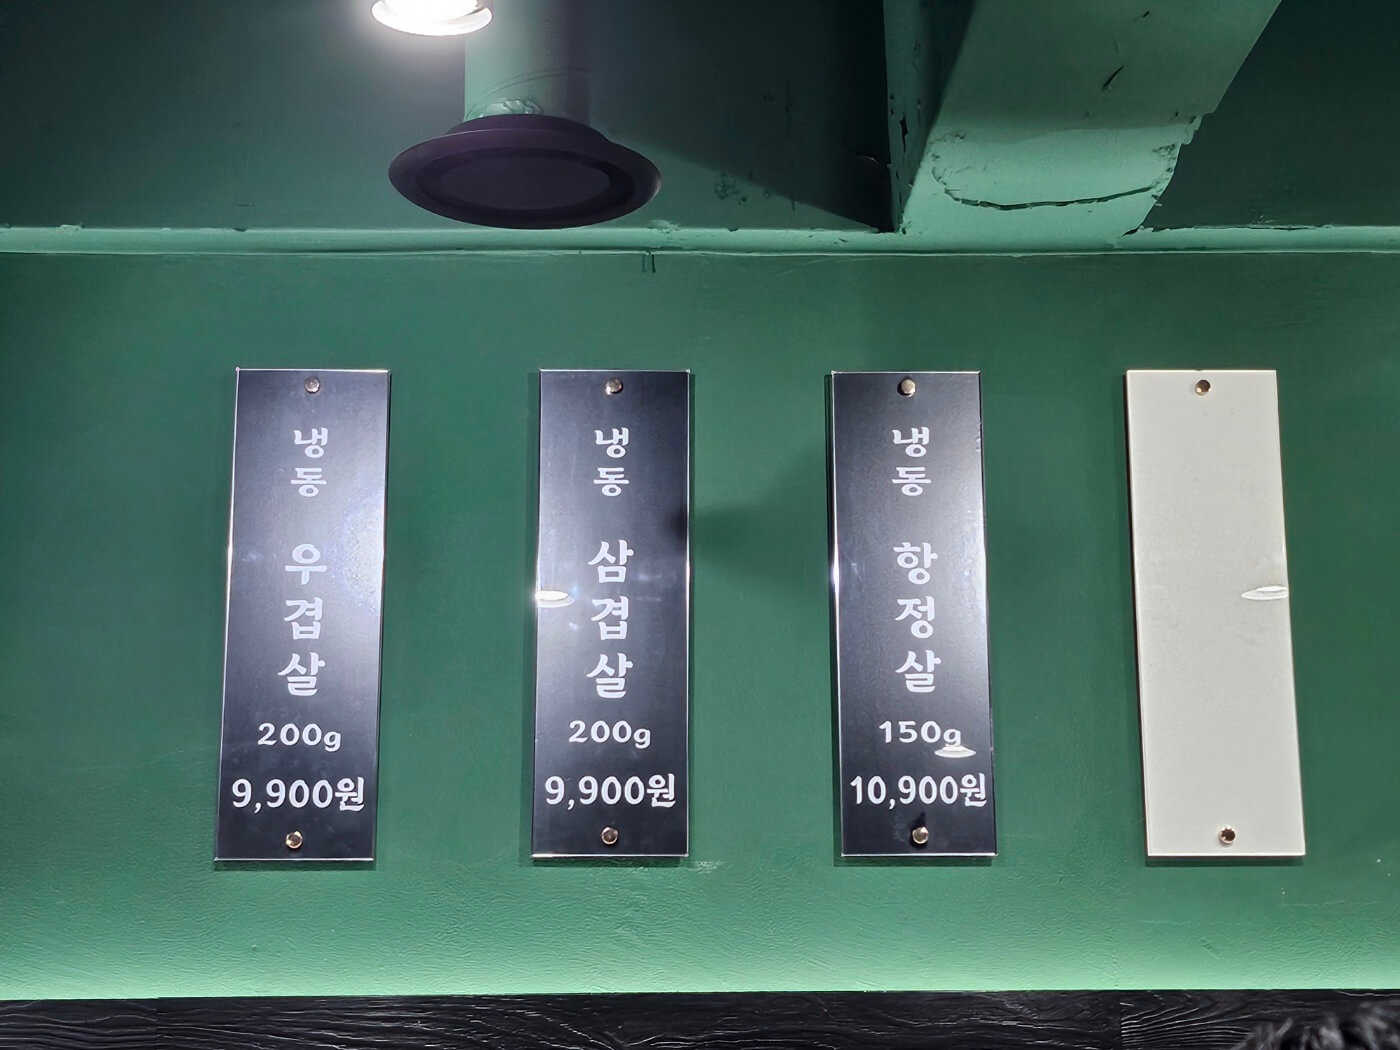 냉동 우겹살
200g
9,900원
냉동 삼겹살
200g
9,900원
냉동 항정살
150g
10,900원